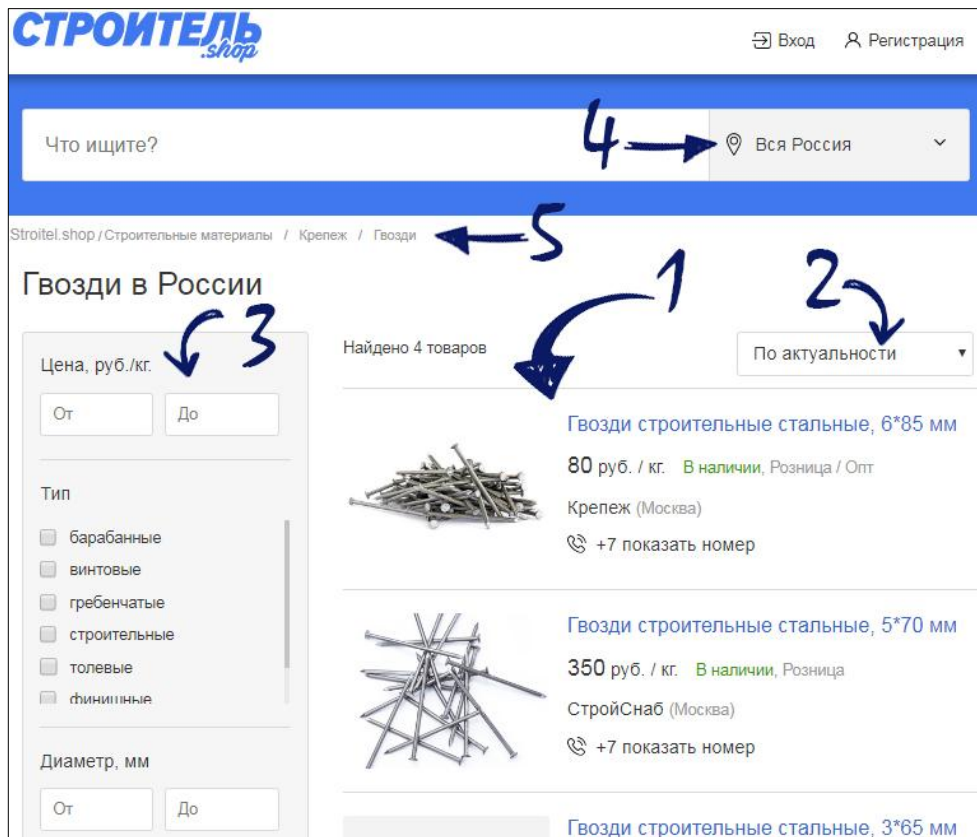 СТРОИТЕЛЬ
.shop
Вход
Регистрация
Что ищите?
4
Вся Россия
Stroitel.shop / Строительные материалы / Крепеж / Гвозди
5
Гвозди в России
1
2
3
Цена, руб./кг.
От
До
Тип
барабанные
винтовые
гребенчатые
строительные
толевые
финишные
Диаметр, мм
От
До
Найдено 4 товаров
По актуальности
Гвозди строительные стальные, 6*85 мм
80 руб. / кг. В наличии, Розница / Опт
Крепеж (Москва)
+7 показать номер
Гвозди строительные стальные, 5*70 мм
350 руб. / кг. В наличии, Розница
СтройСнаб (Москва)
+7 показать номер
Гвозди строительные стальные, 3*65 мм